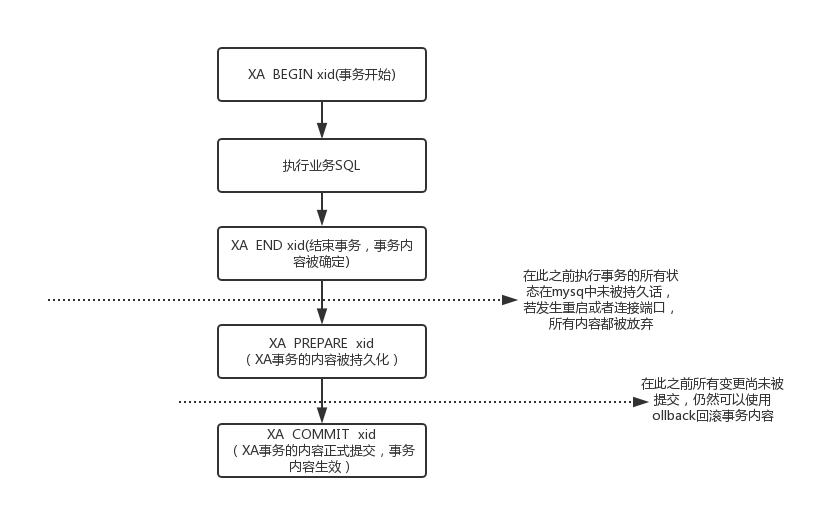 XA  BEGIN xid(事务开始)
执行业务SQL
XA  END xid(结束事务，事务内
容被确定)
在此之前执行事务的所有状
态在mysq中未被持久话，
若发生重启或者连接端口，
所有内容都被放弃
XA  PREPARE  xid
（ XA事务的内容被持久化 ）
在此之前所有变更尚未被
提交，仍然可以使用
ollback回滚事务内容
XA  COMMIT  xid
（ XA事务的内容正式提交，事务
内容生效 ）